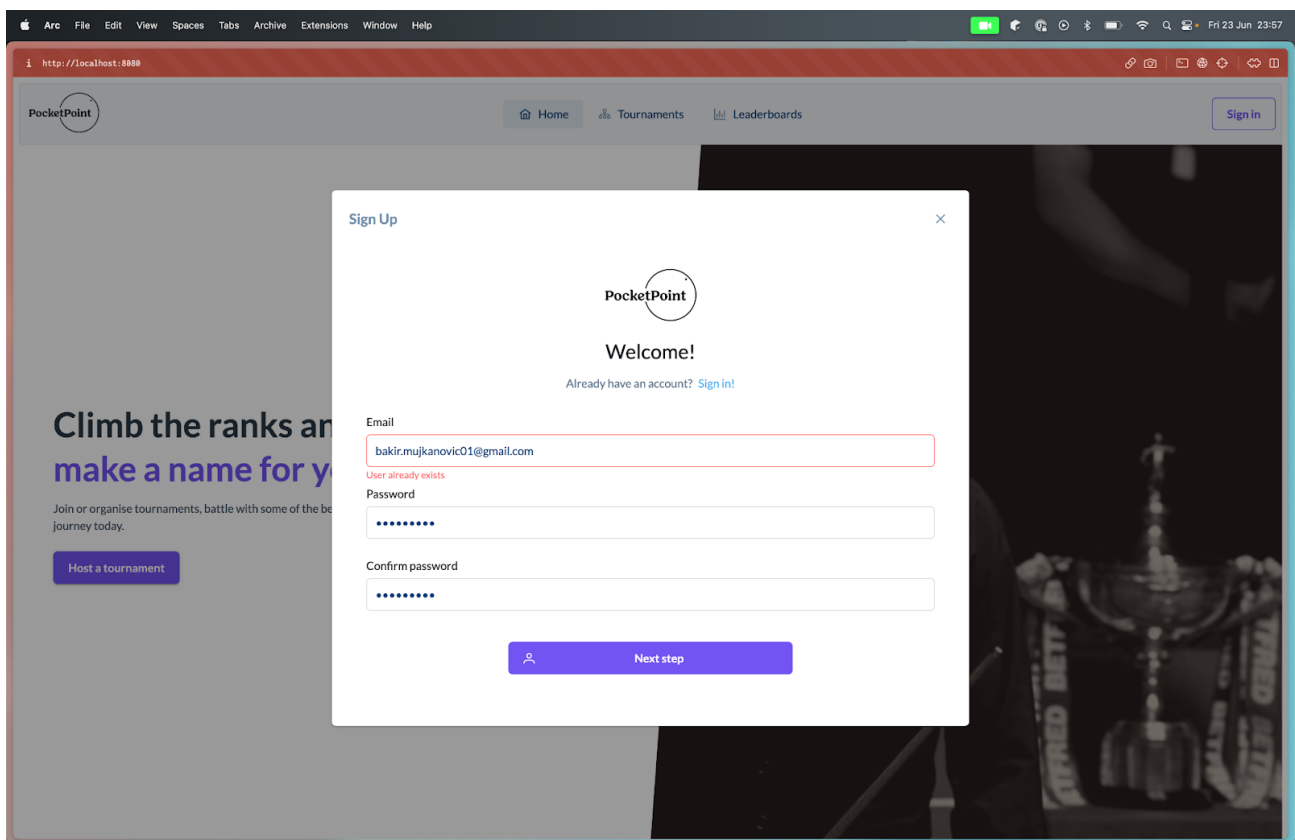 Arc File Edit View Spaces Tabs Archive Extensions Window Help Fri 23 Jun 23:57
http://localhost:8080
PocketPoint Home Tournaments Leaderboards Sign in
Sign Up
PocketPoint
Welcome!
Already have an account? Sign in!
Email
bakir.mujkanovic01@gmail.com
User already exists
Password
•••••••••
Confirm password
•••••••••
Next step
Climb the ranks an
make a name for y
Join or organise tournaments, battle with some of the be
journey today.
Host a tournament
BETFRED